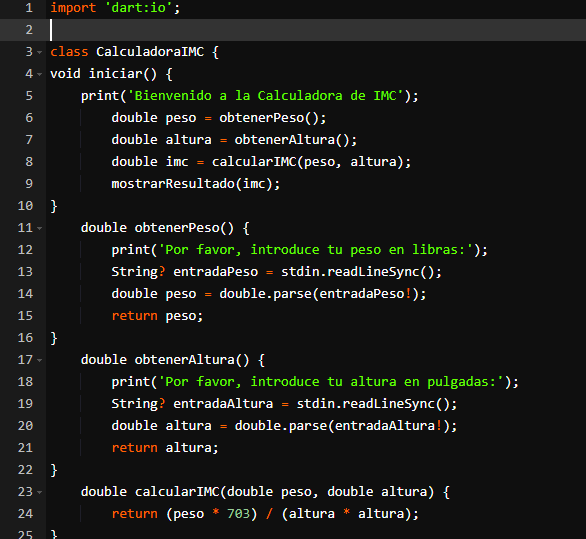 1 import 'dart:io';
2
3 class CalculadoraIMC {
4 void iniciar() {
5     print('Bienvenido a la Calculadora de IMC');
6         double peso = obtenerPeso();
7         double altura = obtenerAltura();
8         double imc = calcularIMC(peso, altura);
9         mostrarResultado(imc);
10 }
11     double obtenerPeso() {
12         print('Por favor, introduce tu peso en libras:');
13         String? entradaPeso = stdin.readLineSync();
14         double peso = double.parse(entradaPeso!);
15         return peso;
16 }
17     double obtenerAltura() {
18         print('Por favor, introduce tu altura en pulgadas:');
19         String? entradaAltura = stdin.readLineSync();
20         double altura = double.parse(entradaAltura!);
21         return altura;
22 }
23     double calcularIMC(double peso, double altura) {
24         return (peso * 703) / (altura * altura);
25 }